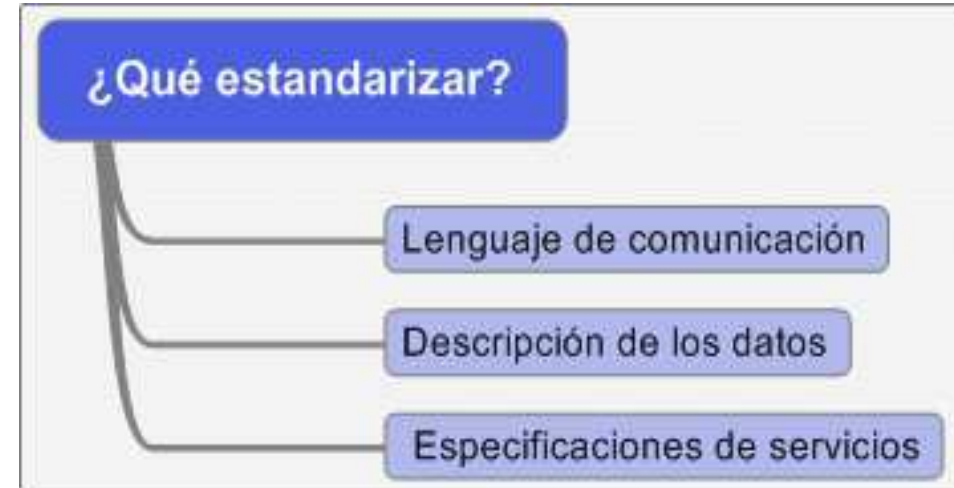 ¿Qué estandarizar?
Lenguaje de comunicación
Descripción de los datos
Especificaciones de servicios